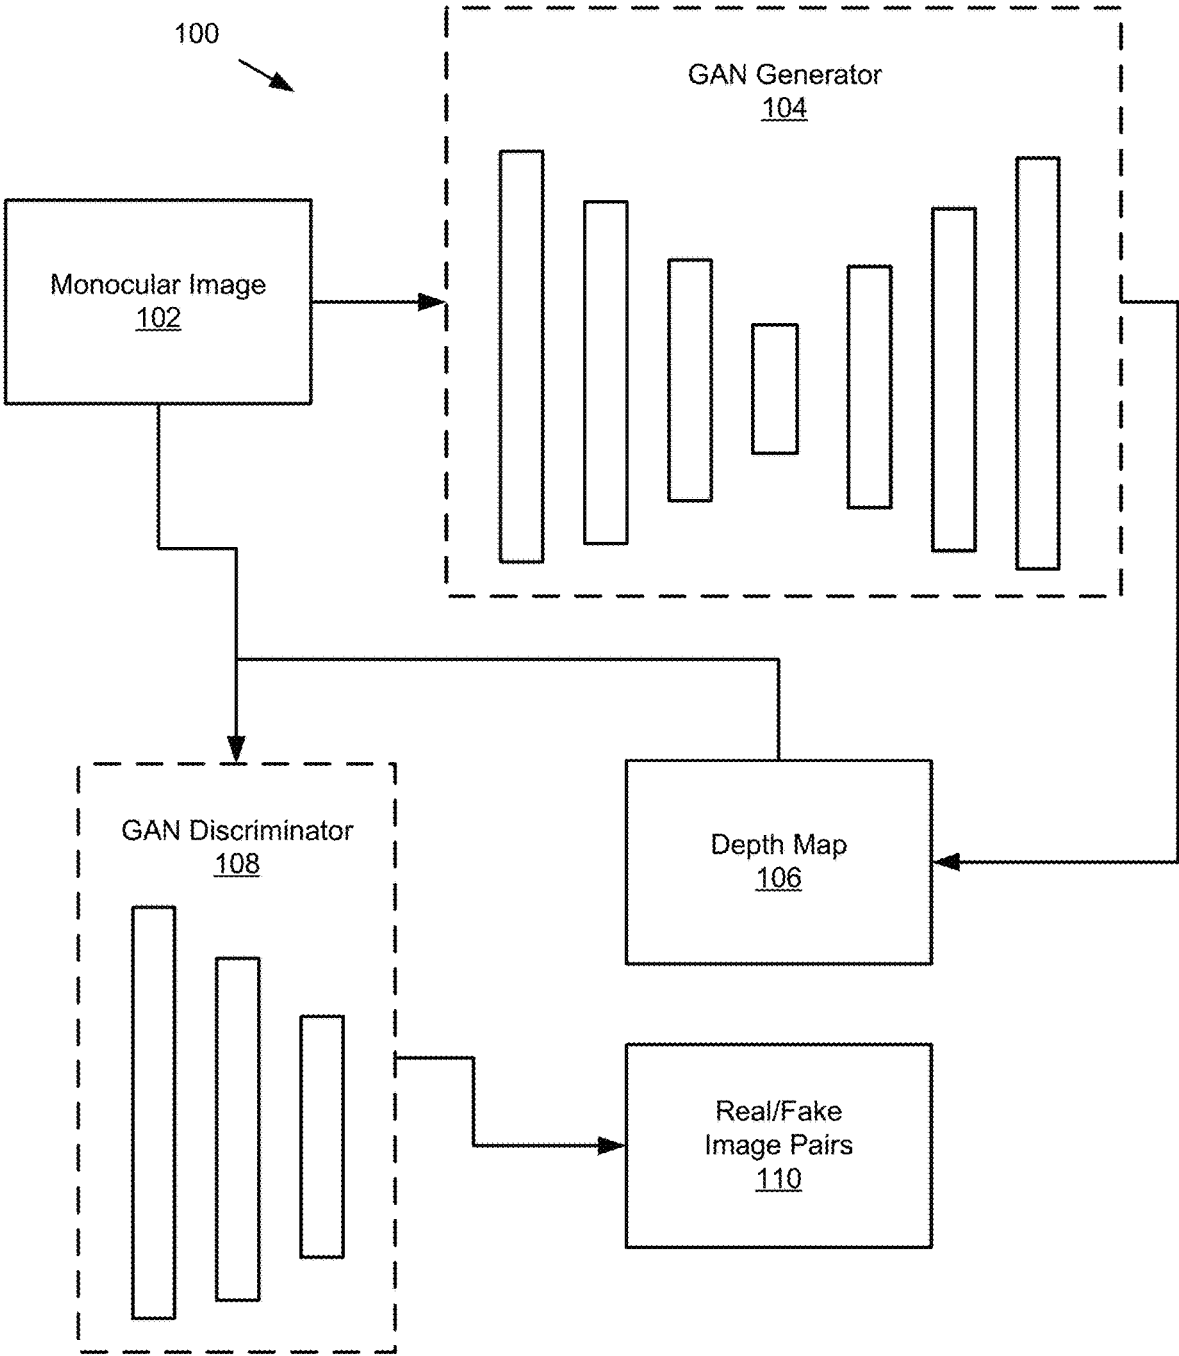 100
GAN Generator
104
Monocular Image
102
GAN Discriminator
108
Depth Map
106
Real/Fake
Image Pairs
110